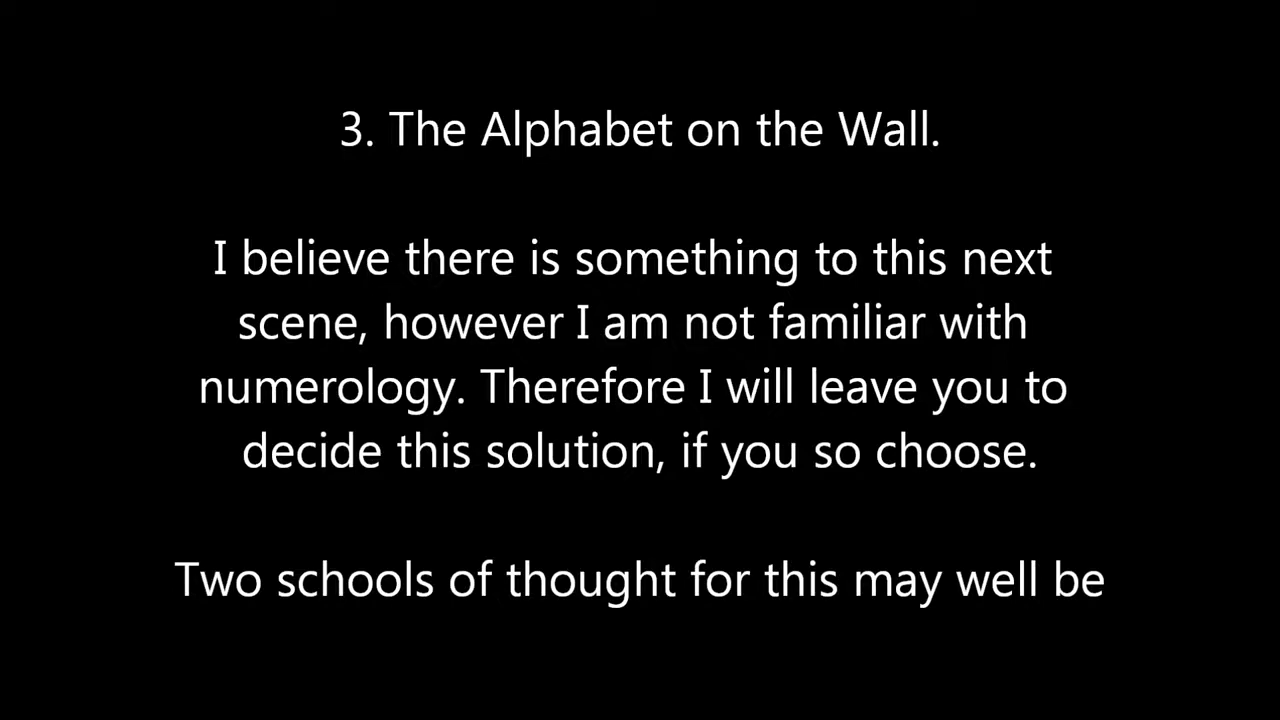 3. The Alphabet on the Wall.
I believe there is something to this next
scene, however I am not familiar with
numerology. Therefore I will leave you to
decide this solution, if you so choose.
Two schools of thought for this may well be